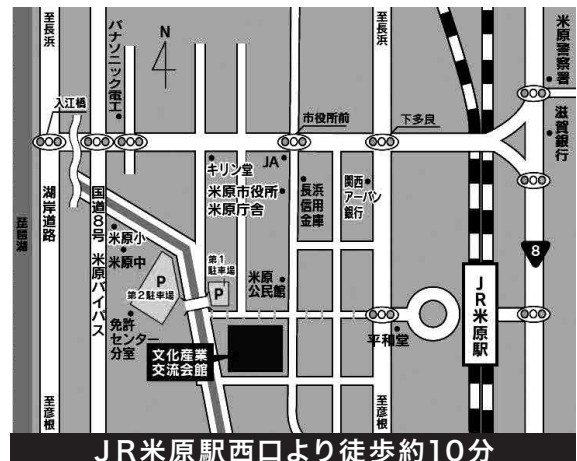 至長浜
パナソニック電工
N
至長浜
米原警察署
入江橋
市役所前
下多良
滋賀銀行
キリン堂
JA
米原市役所
米原庁舎
長浜
信用
金庫
関西
アーバン
銀行
琵琶湖
湖岸道路
国道8号 米原バイパス
米原小
米原中
P
第2駐車場
第1
駐車場
P
米原
公民館
8
JR米原駅
免許
センター
分室
平和堂
文化産業
交流会館
至彦根
至彦根
至彦根
JR米原駅西口より徒歩約10分